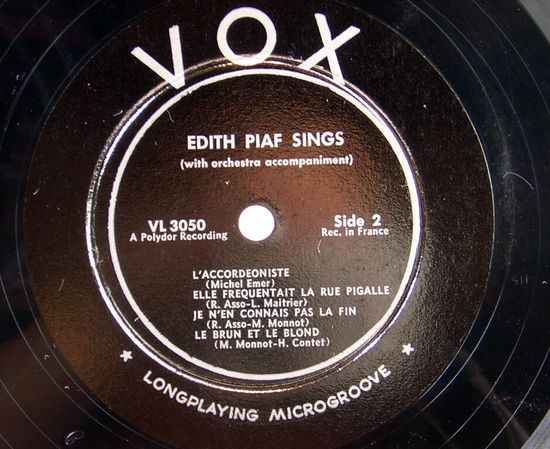 VOX
EDITH PIAF SINGS
(with orchestra accompaniment)
VL 3050
A Polydor Recording
Side 2
Rec. in France
L'ACCORDEONISTE
(Michel Emer)
ELLE FREQUENTAIT LA RUE PIGALLE
(R. Asso-L. Maitrier)
JE N'EN CONNAIS PAS LA FIN
(R. Asso-M. Monnot)
LE BRUN ET LE BLOND
(M. Monnot-H. Contet)
★ LONGPLAYING MICROGROOVE ★